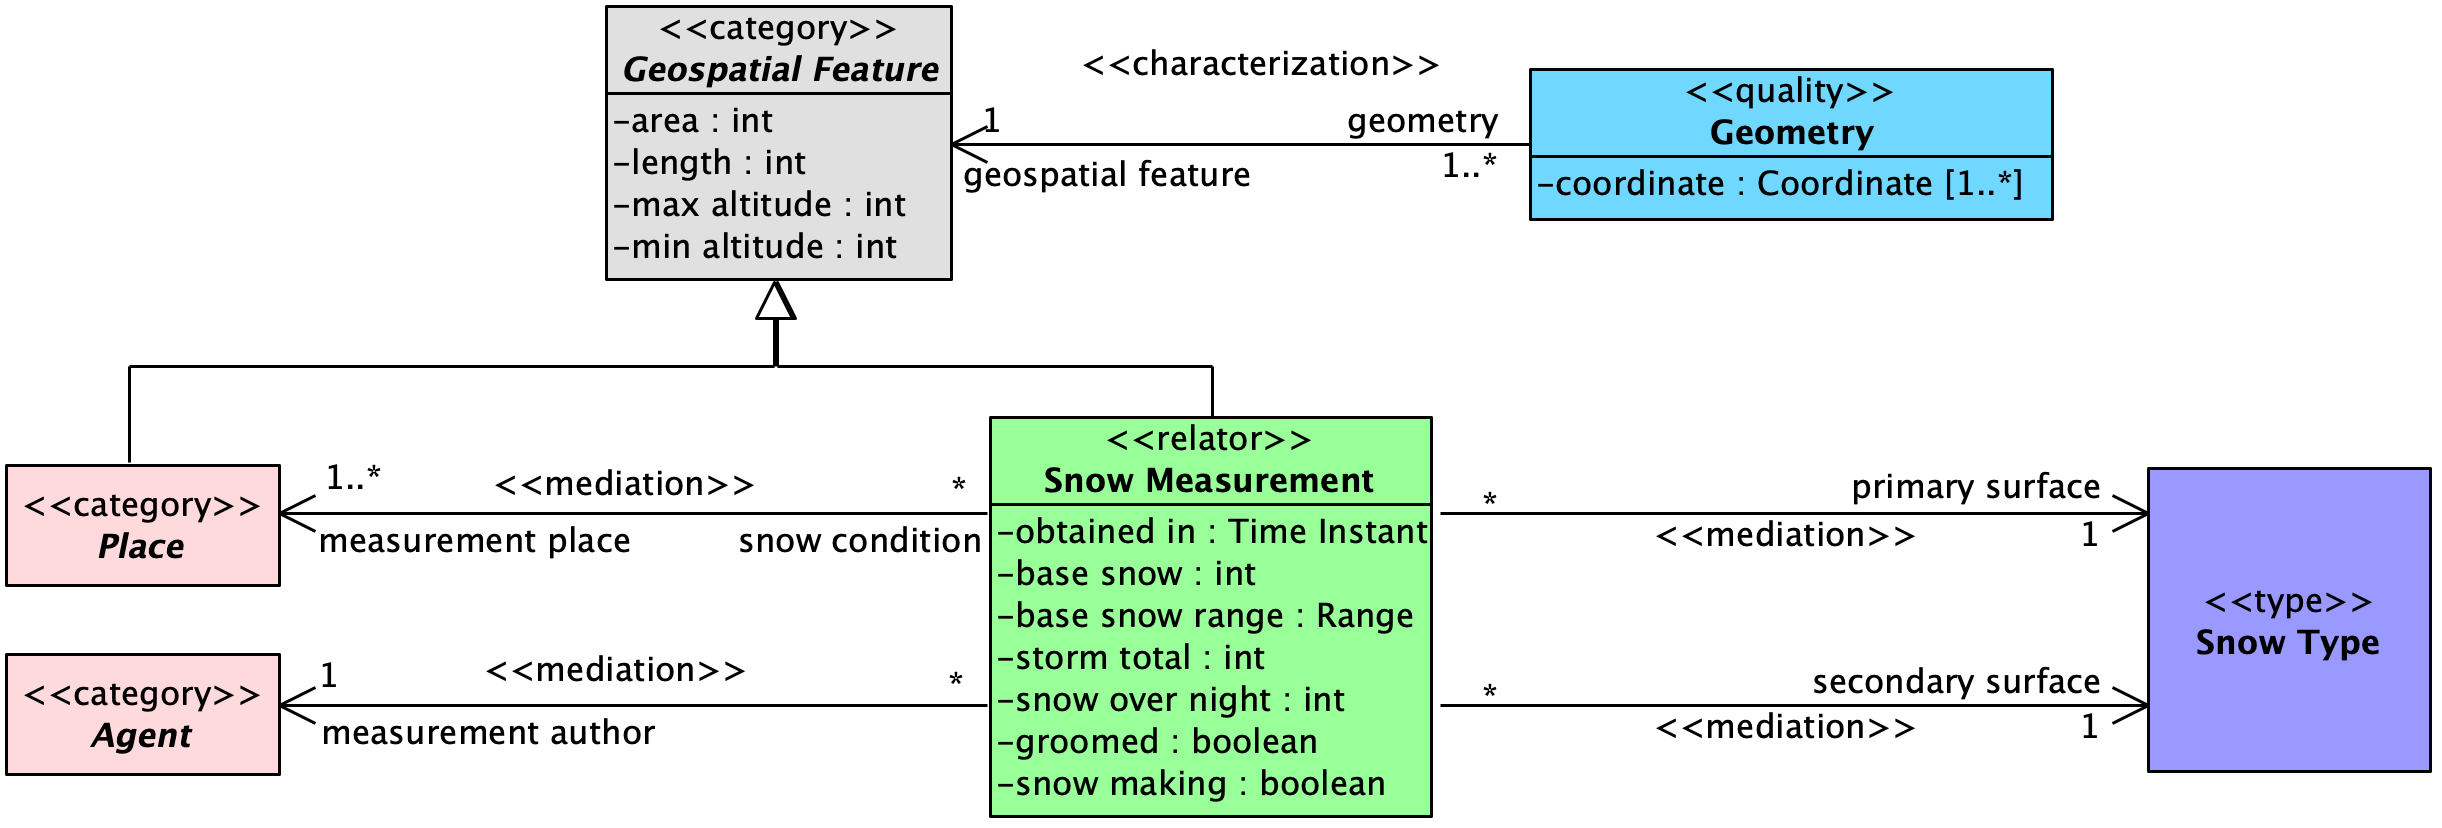 <<category>>
Geospatial Feature
-area : int
-length : int
-max altitude : int
-min altitude : int
<<characterization>>
1
geometry
geospatial feature
1..*
<<quality>>
Geometry
-coordinate : Coordinate [1..*]
<<category>>
Place
1..*
<<mediation>>
*
measurement place
snow condition
<<category>>
Agent
1
<<mediation>>
*
measurement author
<<relator>>
Snow Measurement
-obtained in : Time Instant
-base snow : int
-base snow range : Range
-storm total : int
-snow over night : int
-groomed : boolean
-snow making : boolean
*
primary surface
<<mediation>>
1
*
secondary surface
<<mediation>>
1
<<type>>
Snow Type